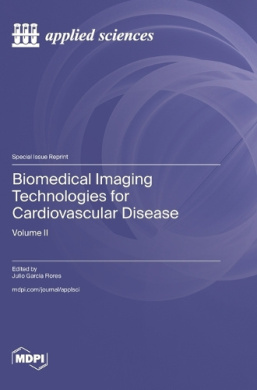 applied sciences
Special Issue Reprint
Biomedical Imaging
Technologies for
Cardiovascular Disease
Volume II
Edited by
Julio Garcia Flores
mdpi.com/journal/applsci
MDPI